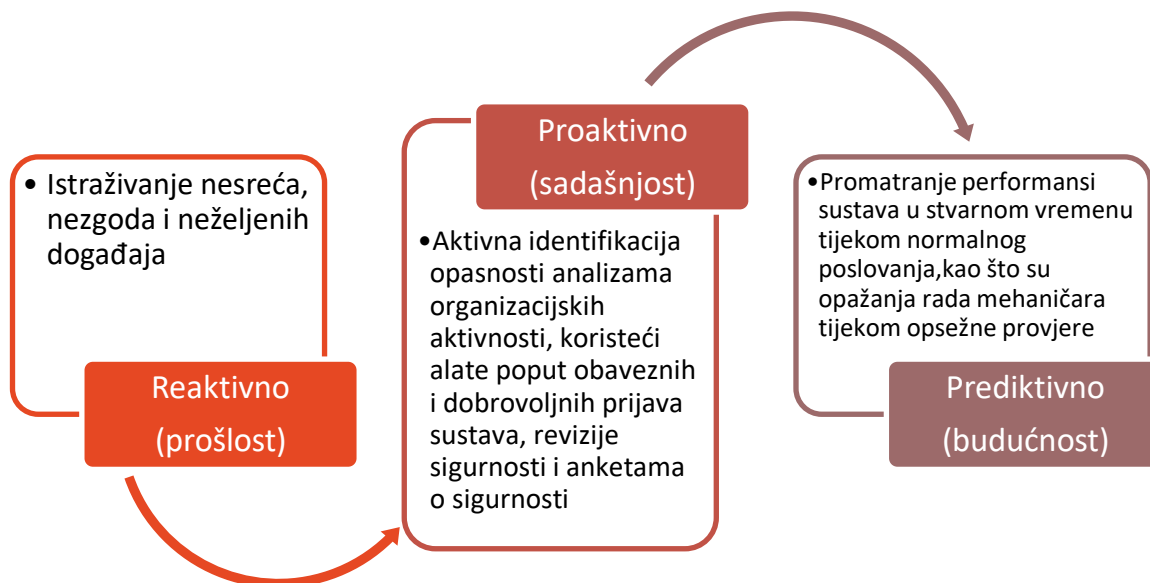 • Istraživanje nesreća,
nezgoda i neželjenih
događaja
Reaktivno
(prošlost)
Proaktivno
(sadašnjost)
•Aktivna identifikacija
opasnosti analizama
organizacijskih
aktivnosti, koristeći
alate poput obaveznih
i dobrovoljnih prijava
sustava, revizije
sigurnosti i anketama
o sigurnosti
•Promatranje performansi
sustava u stvarnom vremenu
tijekom normalnog
poslovanja,kao što su
opažanja rada mehaničara
tijekom opsežne provjere
Prediktivno
(budućnost)